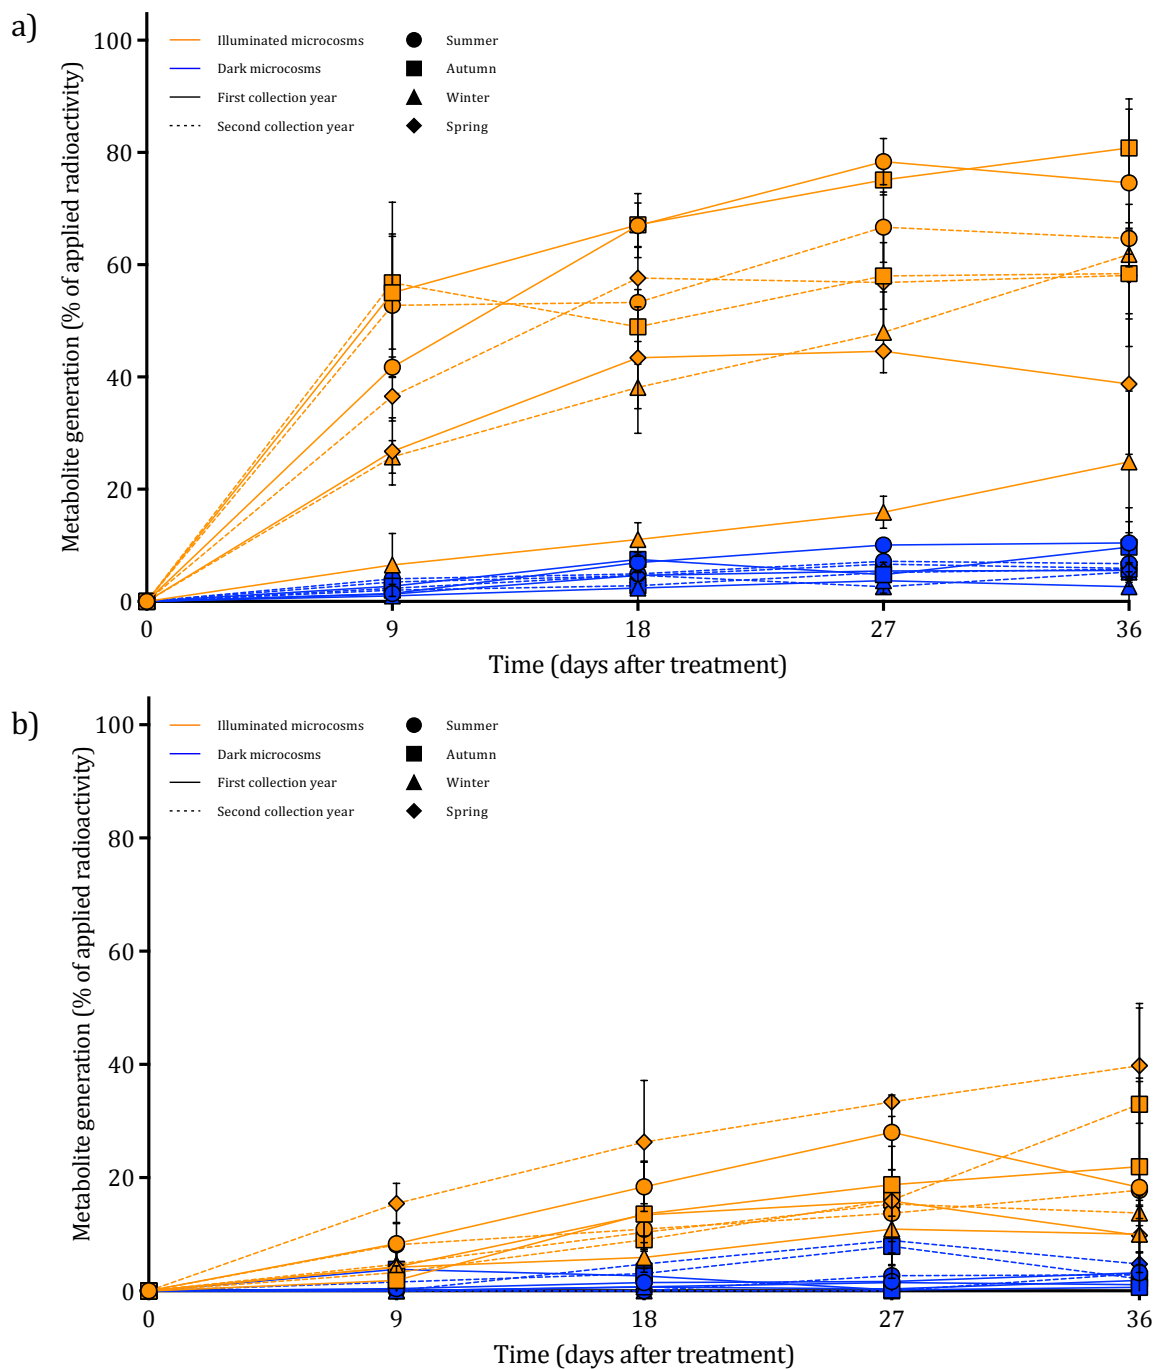 a)
Metabolite generation (% of applied radioactivity)
100
80
60
40
20
0
Illuminated microcosms
Dark microcosms
First collection year
Second collection year
Summer
Autumn
Winter
Spring
0 9 18 27 36
Time (days after treatment)
b)
Metabolite generation (% of applied radioactivity)
100
80
60
40
20
0
Illuminated microcosms
Dark microcosms
First collection year
Second collection year
Summer
Autumn
Winter
Spring
0 9 18 27 36
Time (days after treatment)